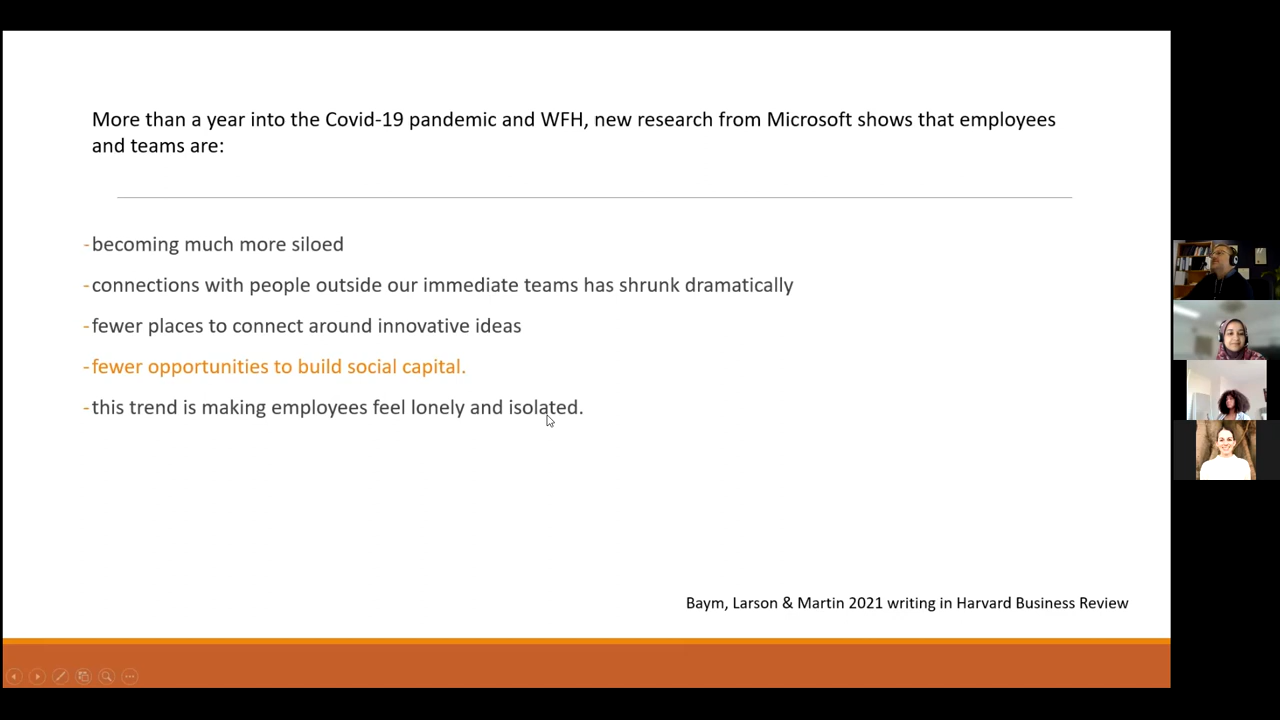 More than a year into the Covid-19 pandemic and WFH, new research from Microsoft shows that employees
and teams are:
-becoming much more siloed
-connections with people outside our immediate teams has shrunk dramatically
-fewer places to connect around innovative ideas
-fewer opportunities to build social capital.
-this trend is making employees feel lonely and isolated.
Baym, Larson & Martin 2021 writing in Harvard Business Review